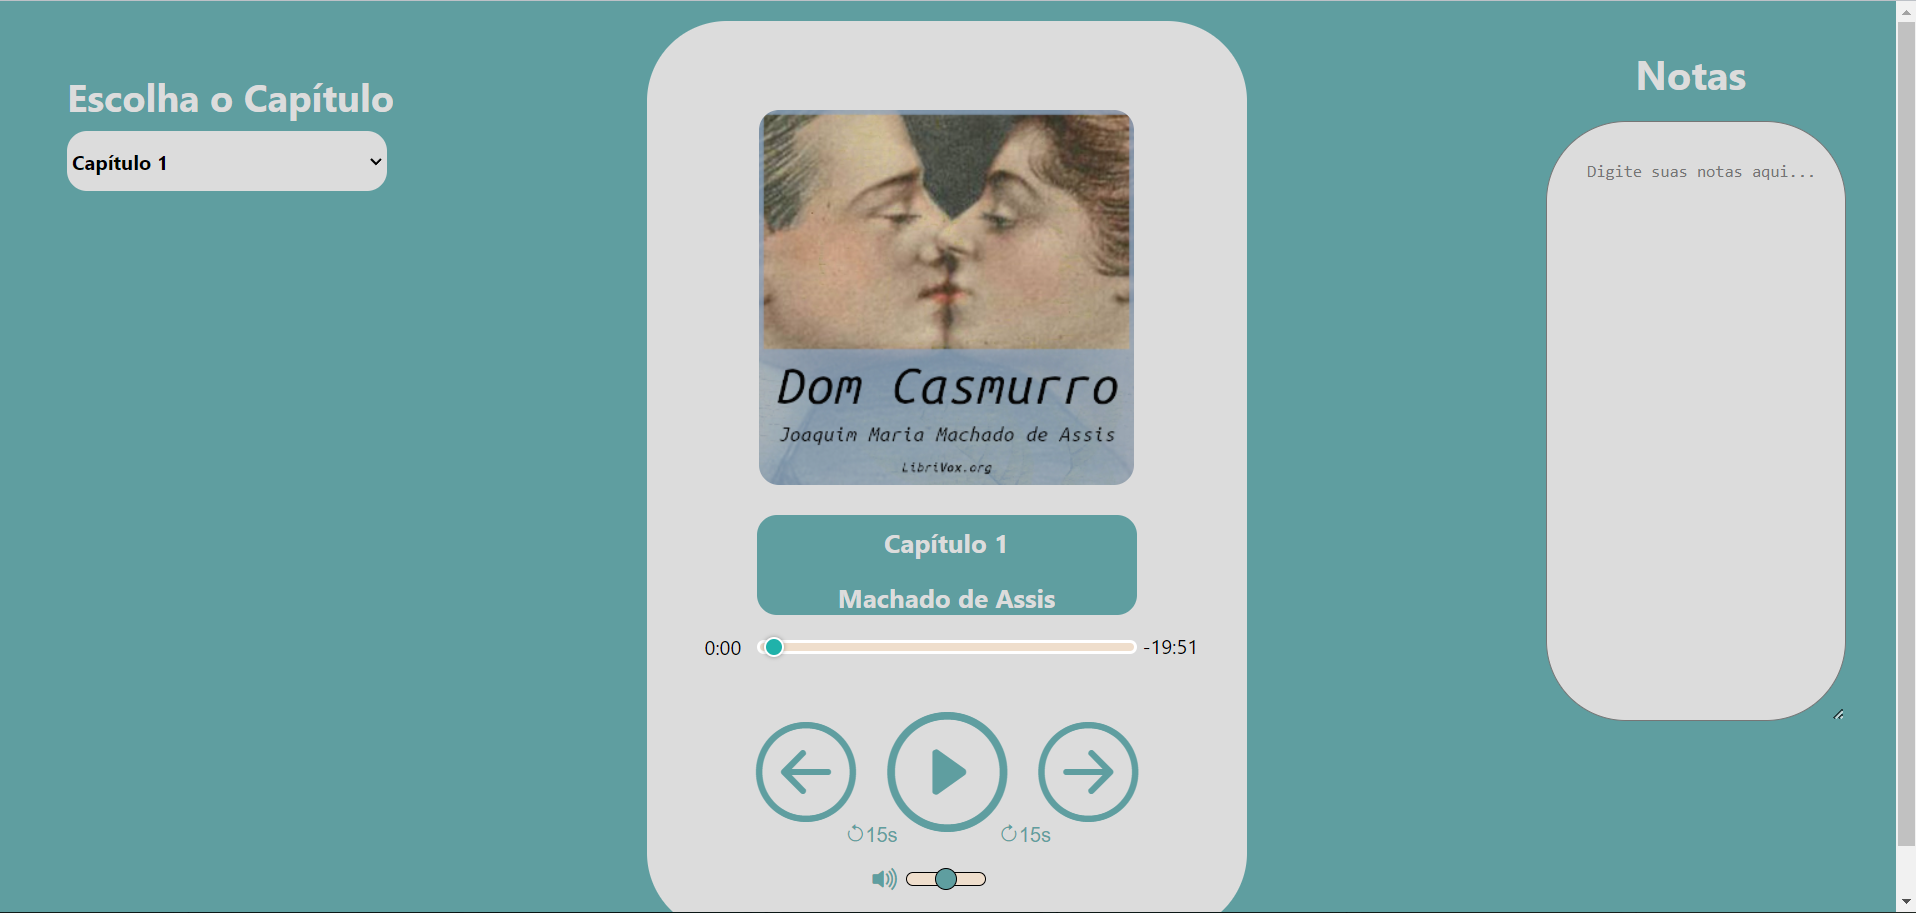 Escolha o Capítulo
Capítulo 1
Dom Casmurro
Joaquim Maria Machado de Assis
LibriVox.org
Capítulo 1
Machado de Assis
0:00
-19:51
15s
15s
Notas
Digite suas notas aqui...